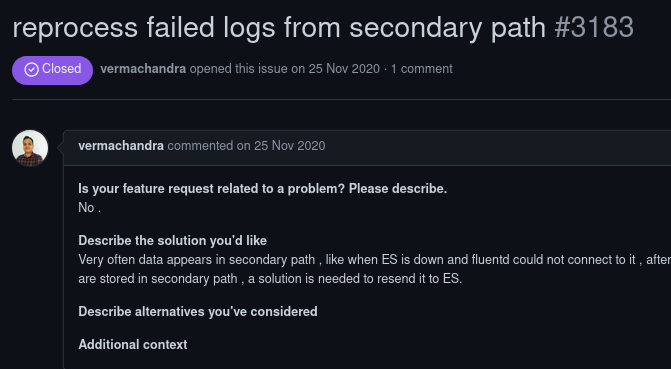 reprocess failed logs from secondary path #3183
Closed vermachandra opened this issue on 25 Nov 2020 · 1 comment
vermachandra commented on 25 Nov 2020
Is your feature request related to a problem? Please describe.
No .
Describe the solution you'd like
Very often data appears in secondary path , like when ES is down and fluentd could not connect to it , after
are stored in secondary path , a solution is needed to resend it to ES.
Describe alternatives you've considered
Additional context